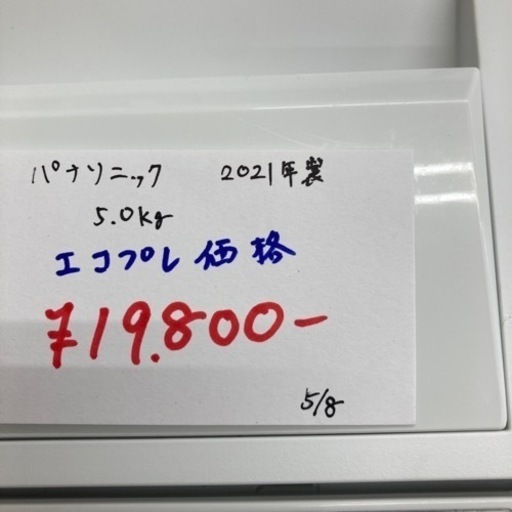 パナソニック 2021年製
5.0kg
エコプレ価格
¥19.800-
5/8